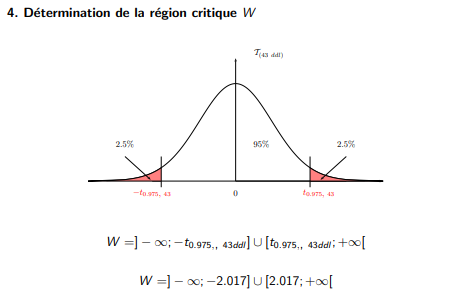 4. Détermination de la région critique W
T(43 ddl)
2.5% 95% 2.5%
−t0.975, 43 0 t0.975, 43
W =] − ∞; −t0.975,, 43ddl] ∪ [t0.975,, 43ddl; +∞[
W =] − ∞; −2.017] ∪ [2.017; +∞[